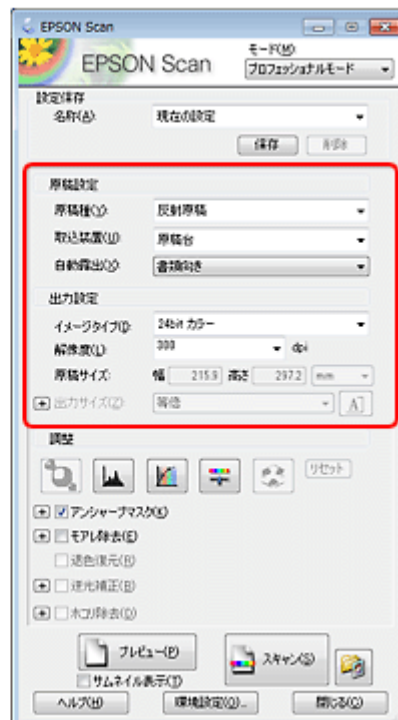 EPSON Scan
EPSON Scan
モード(M)
プロフェッショナルモード
設定保存
名称(A):
現在の設定
保存
削除
原稿設定
原稿種(Y):
反射原稿
取込装置(U):
原稿台
自動露出(X):
書類向き
出力設定
イメージタイプ(I):
24bit カラー
解像度(L):
300
dpi
原稿サイズ:
幅
215.9
高さ
297.2
mm
出力サイズ(Z):
等倍
A
調整
リセット
アンシャープマスク(K)
モアレ除去(E)
退色復元(R)
逆光補正(B)
ホコリ除去(D)
プレビュー(P)
スキャン(S)
サムネイル表示(T)
ヘルプ(H)
環境設定(O)...
閉じる(C)